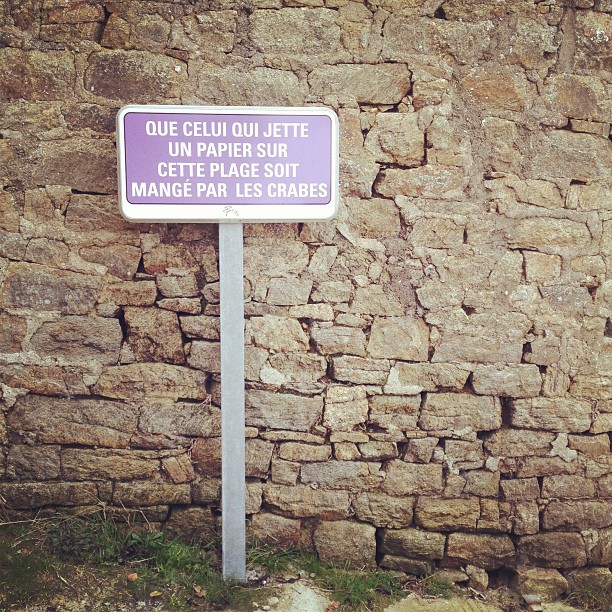 QUE CELUI QUI JETTE
UN PAPIER SUR
CETTE PLAGE SOIT
MANGÉ PAR LES CRABES